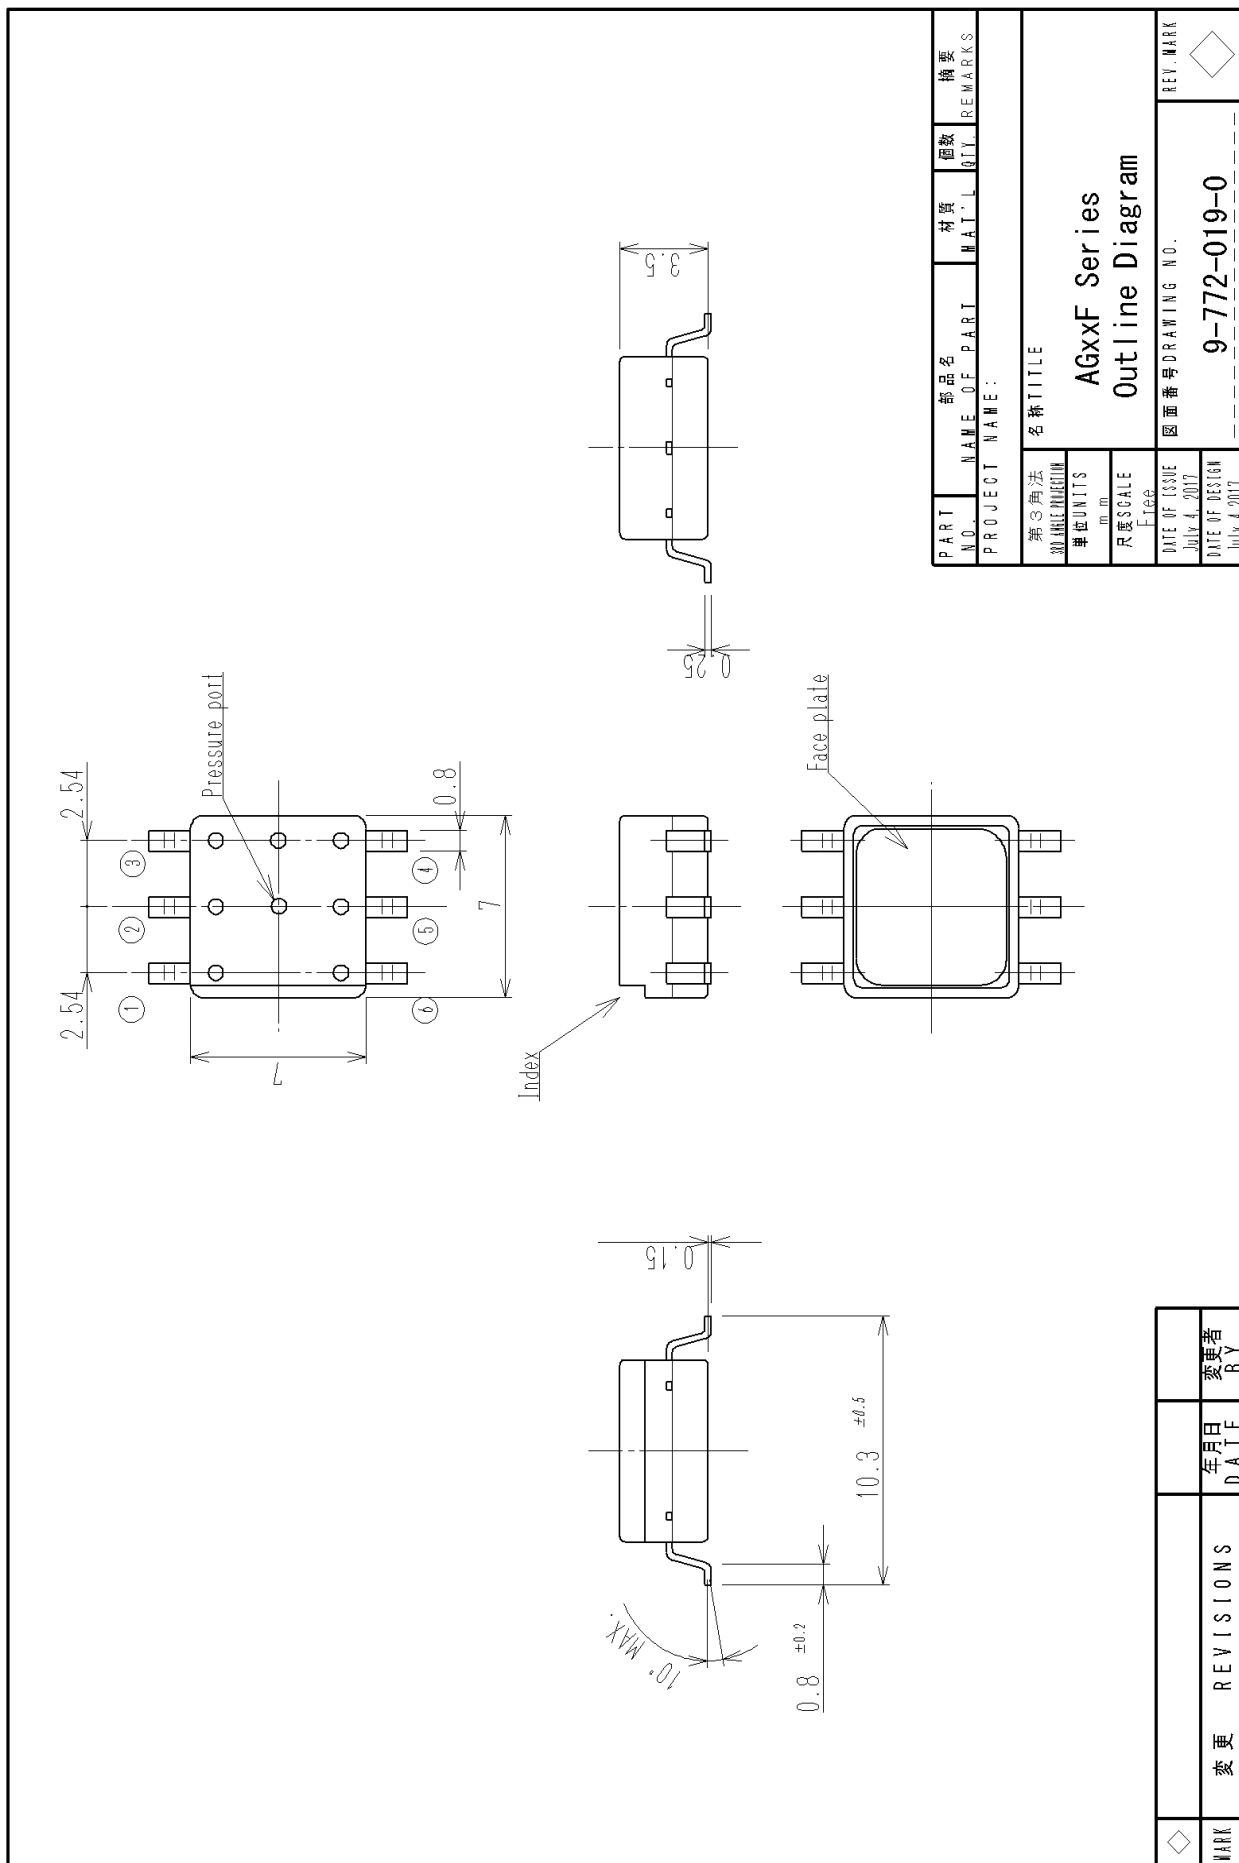 2.54
2.54
①
②
③
④
⑤
⑥
Pressure port
0.8
7
7
Index
0.15
10° MAX.
0.8 ±0.2
10.3 ±0.5
3.5
0.25
Face plate
PART NO.
部品名
NAME OF PART
材質
MAT'L
個数
QTY.
摘要
REMARKS
PROJECT NAME:
第3角法
3RD ANGLE PROJECTION
名称TITLE
AGxxF Series
Outline Diagram
単位UNITS
mm
尺度SCALE
Free
DATE OF ISSUE
July 4, 2017
DATE OF DESIGN
July 4 2017
図面番号DRAWING NO.
9-772-019-0
REV. MARK
MARK
変更 REVISIONS
年月日
DATE
変更者
BY